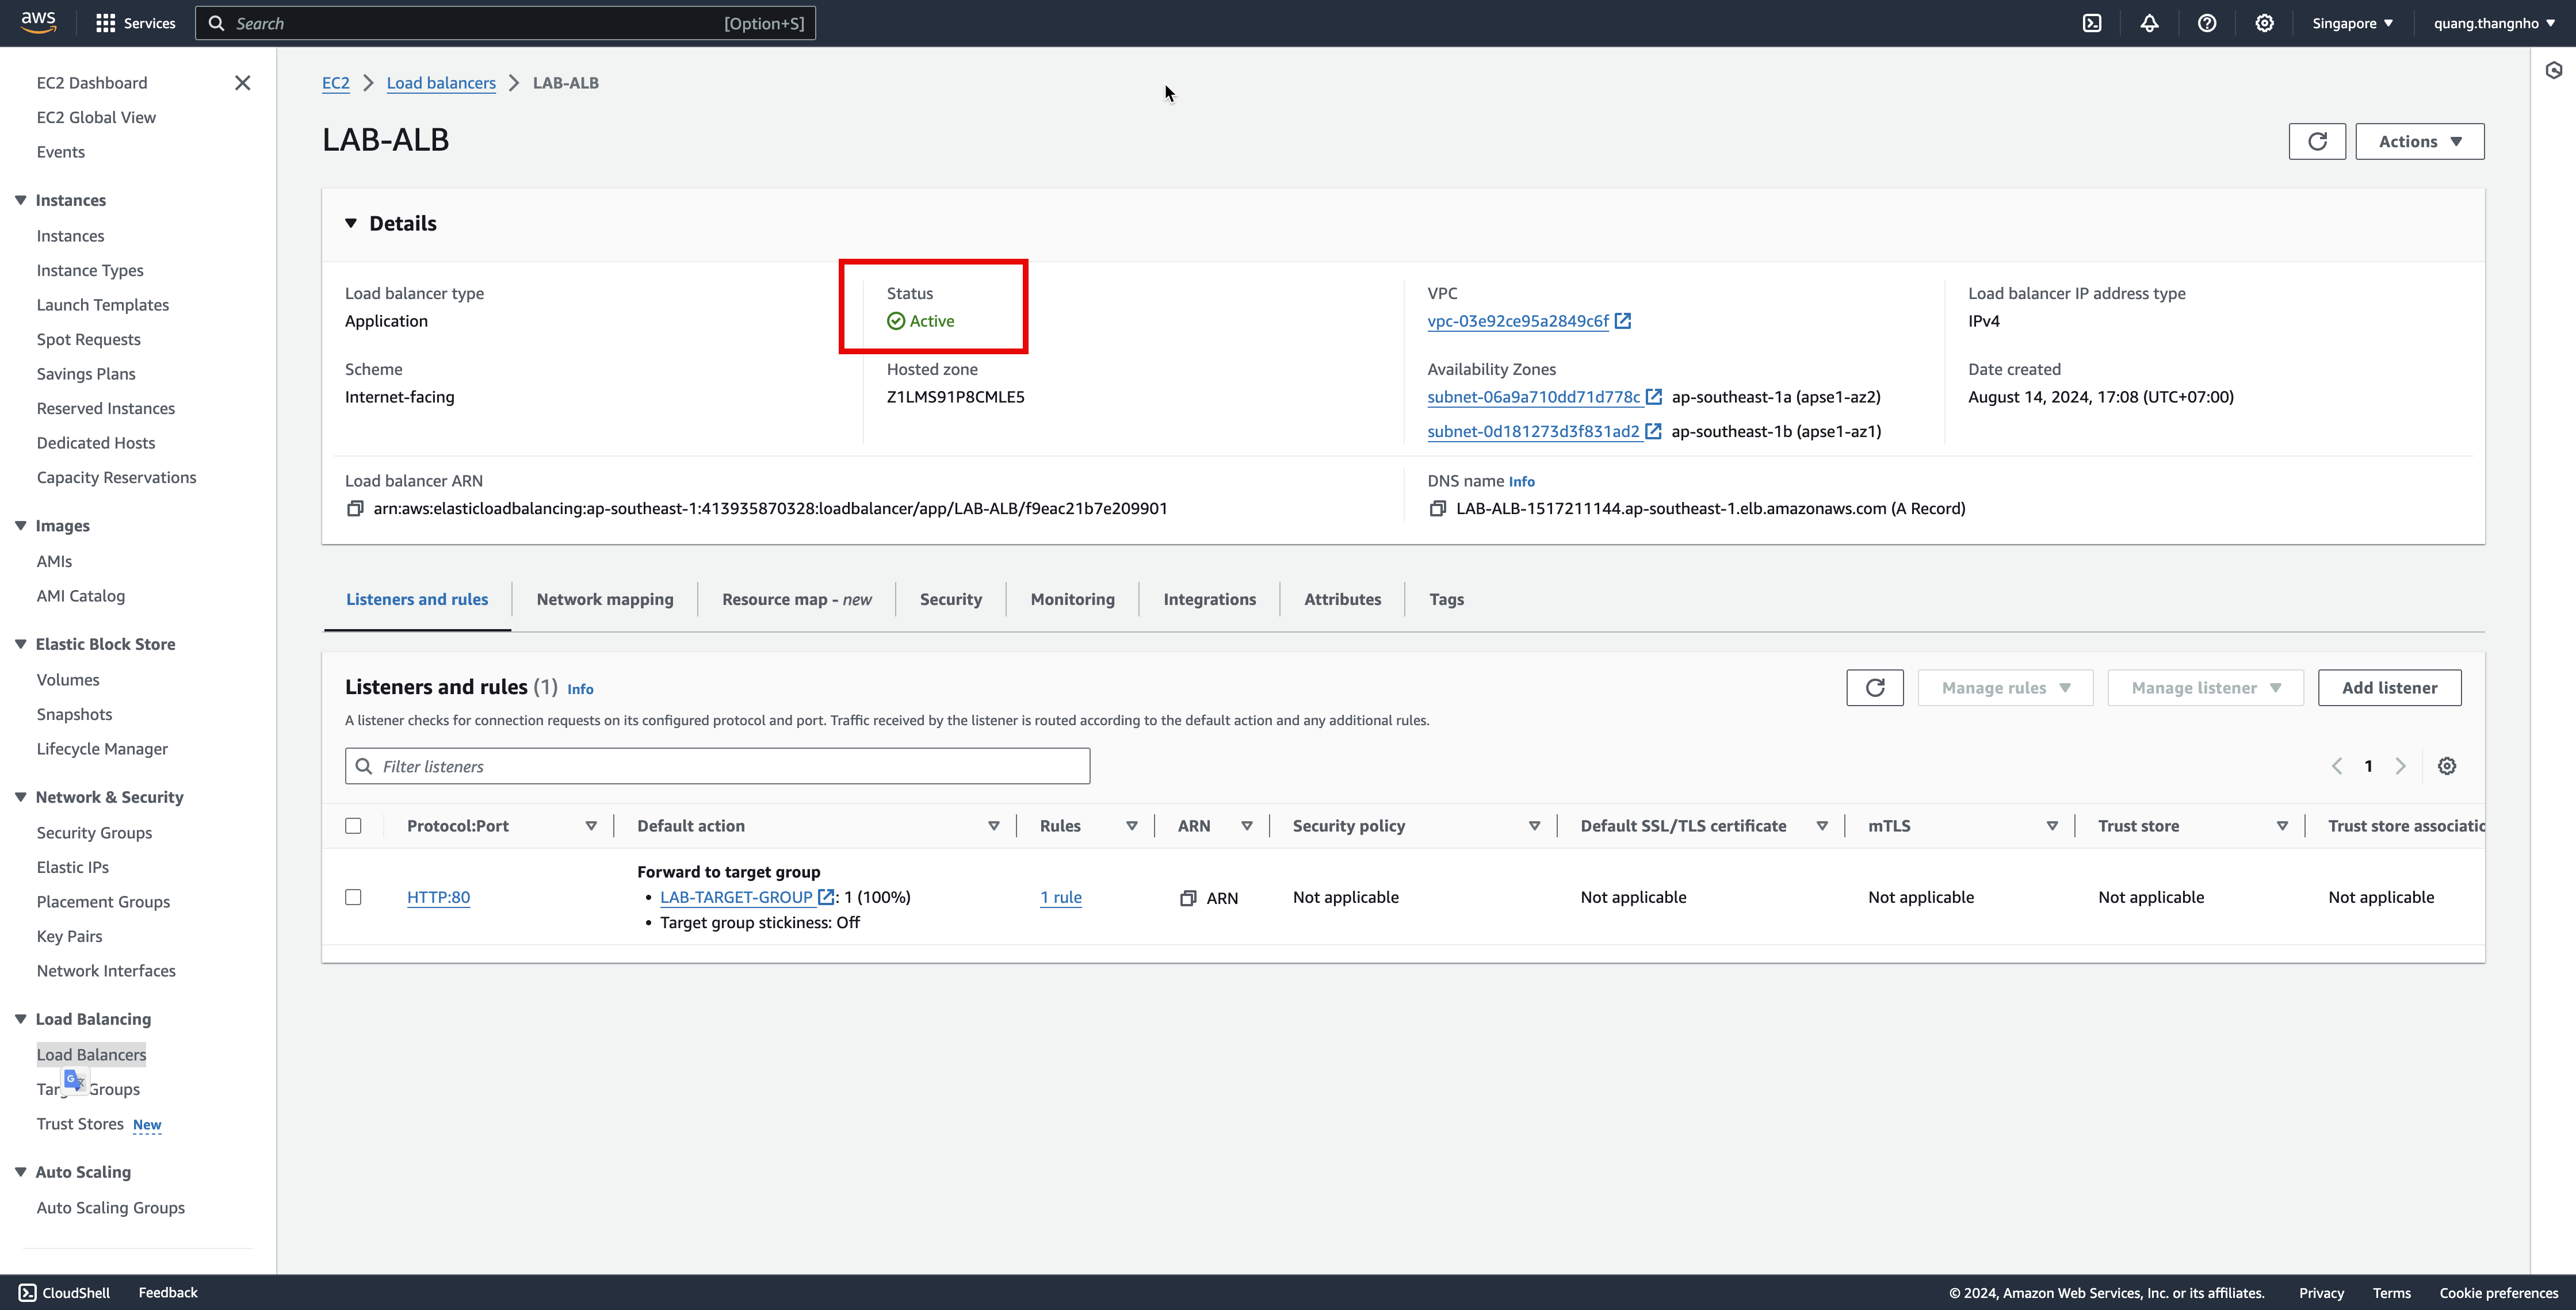 aws
Services
Search
[Option+S]
Singapore
quang.thangnho
EC2 Dashboard
EC2 Global View
Events
Instances
Instances
Instance Types
Launch Templates
Spot Requests
Savings Plans
Reserved Instances
Dedicated Hosts
Capacity Reservations
Images
AMIs
AMI Catalog
Elastic Block Store
Volumes
Snapshots
Lifecycle Manager
Network & Security
Security Groups
Elastic IPs
Placement Groups
Key Pairs
Network Interfaces
Load Balancing
Load Balancers
Groups
Trust Stores New
Auto Scaling
Auto Scaling Groups
EC2 Load balancers LAB-ALB
LAB-ALB
Actions
Details
Load balancer type
Application
Status
Active
VPC
vpc-03e92ce95a2849c6f
Load balancer IP address type
IPv4
Scheme
Internet-facing
Hosted zone
Z1LMS91P8CMLE5
Availability Zones
subnet-06a9a710dd71d778c ap-southeast-1a (apse1-az2)
subnet-0d181273d3f831ad2 ap-southeast-1b (apse1-az1)
Date created
August 14, 2024, 17:08 (UTC+07:00)
Load balancer ARN
arn:aws:elasticloadbalancing:ap-southeast-1:413935870328:loadbalancer/app/LAB-ALB/f9eac21b7e209901
DNS name Info
LAB-ALB-1517211144.ap-southeast-1.elb.amazonaws.com (A Record)
Listeners and rules
Network mapping
Resource map - new
Security
Monitoring
Integrations
Attributes
Tags
Listeners and rules (1) Info
Manage rules
Manage listener
Add listener
A listener checks for connection requests on its configured protocol and port. Traffic received by the listener is routed according to the default action and any additional rules.
Filter listeners
1
Protocol:Port Default action Rules ARN Security policy Default SSL/TLS certificate mTLS Trust store Trust store associatio
HTTP:80
Forward to target group
• LAB-TARGET-GROUP : 1 (100%)
• Target group stickiness: Off
1 rule
ARN
Not applicable
Not applicable
Not applicable
Not applicable
Not applicable
CloudShell
Feedback
© 2024, Amazon Web Services, Inc. or its affiliates.
Privacy
Terms
Cookie preferences